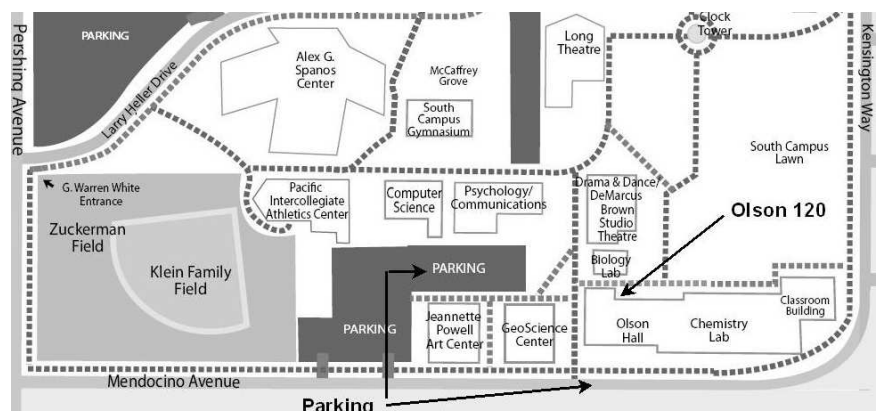 Clock
Tower
Pershing Avenue
PARKING
Larry Heller Drive
Alex G.
Spanos
Center
McCaffrey
Grove
South
Campus
Gymnasium
Long
Theatre
Kensington Way
South Campus
Lawn
G. Warren White
Entrance
Zuckerman
Field
Klein Family
Field
Pacific
Intercollegiate
Athletics Center
Computer
Science
Psychology/
Communications
Drama & Dance/
DeMarcus
Brown
Studio
Theatre
Biology
Lab
Olson 120
PARKING
PARKING
Jeannette
Powell
Art Center
GeoScience
Center
Olson
Hall
Chemistry
Lab
Classroom
Building
Mendocino Avenue
Parking